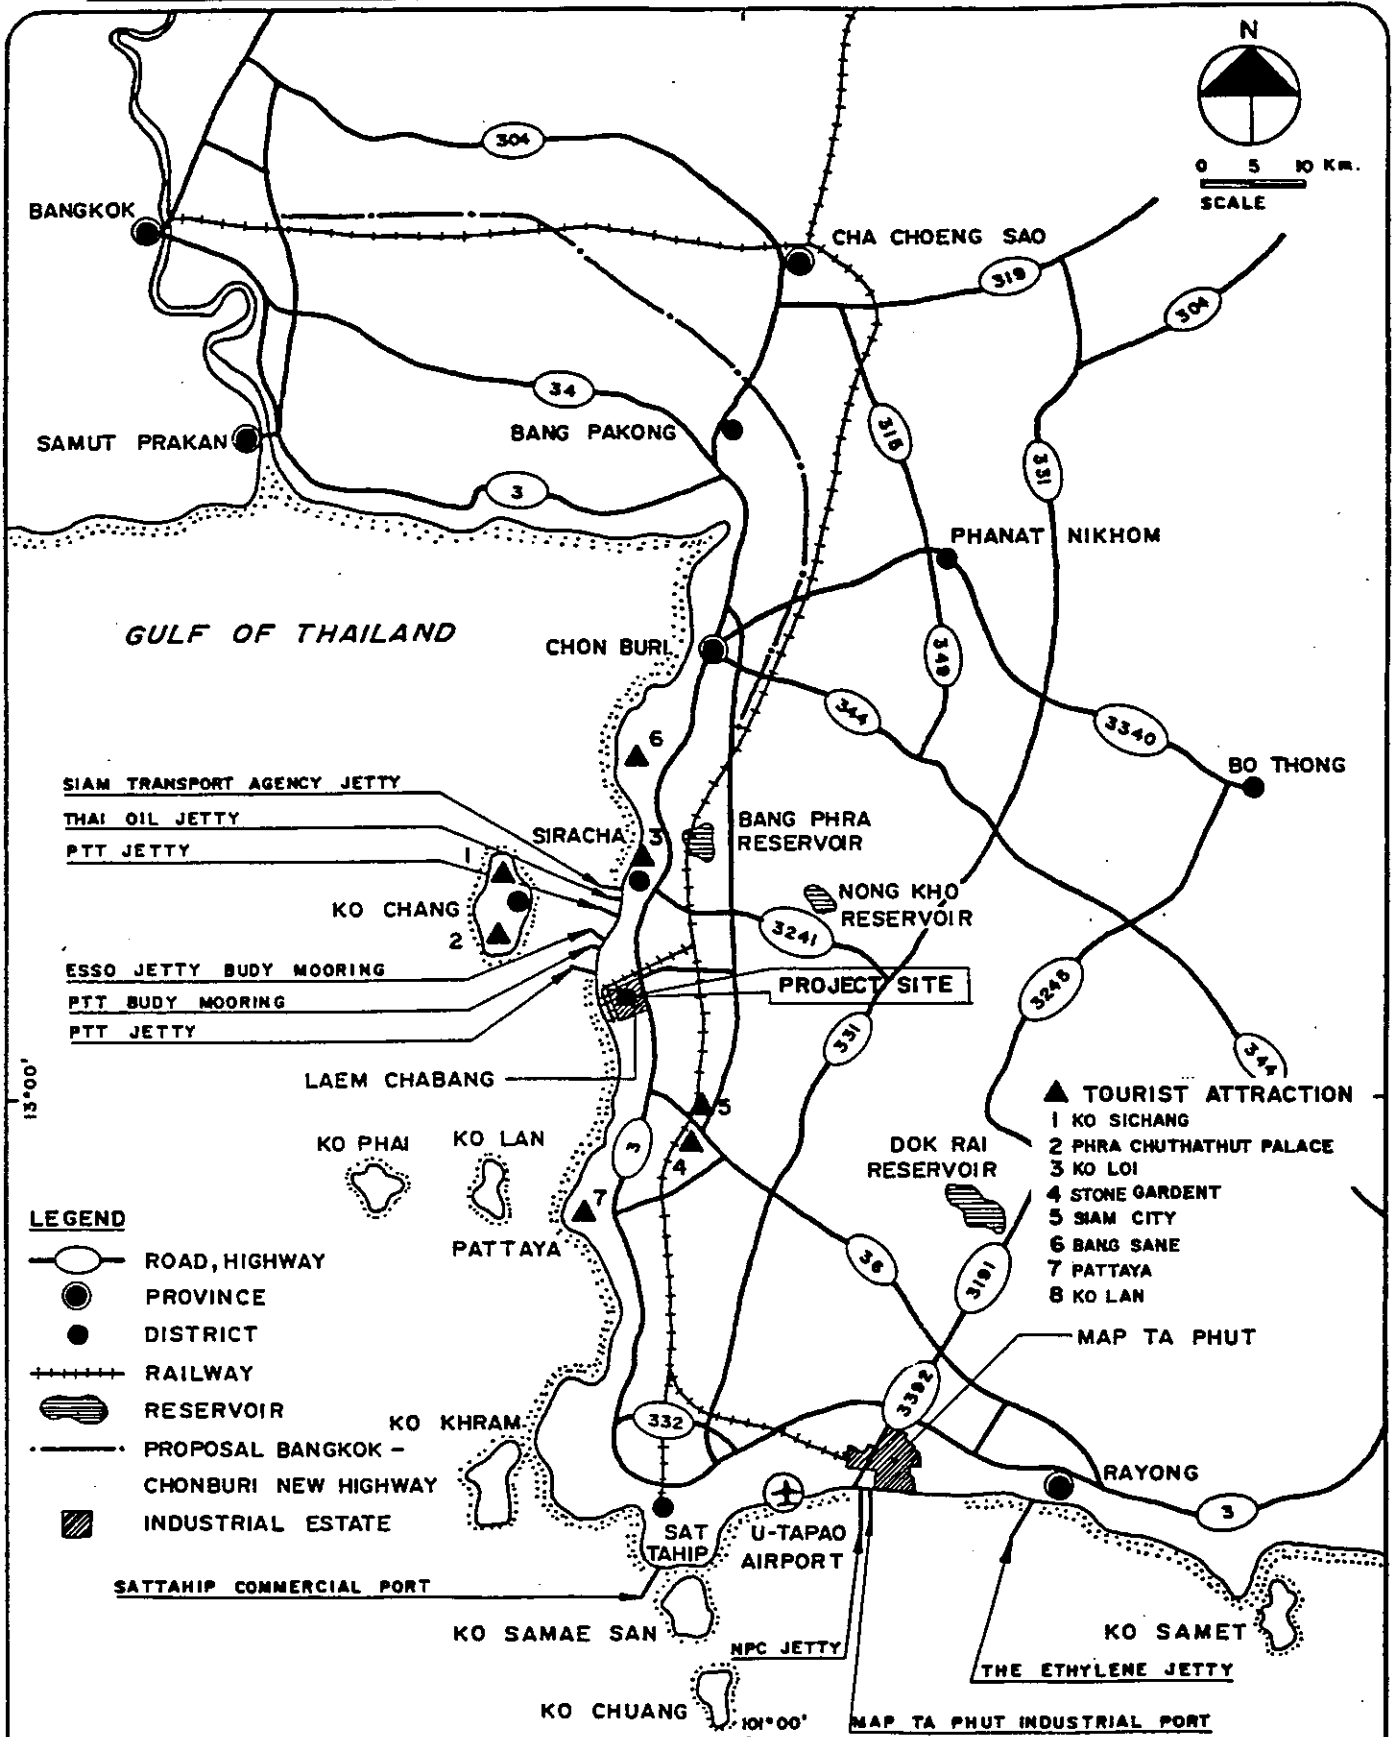 N
0 5 10 Km.
SCALE
304
BANGKOK
CHA CHOENG SAO
319
304
34
BANG PAKONG
315
SAMUT PRAKAN
331
3
PHANAT NIKHOM
GULF OF THAILAND
CHON BURI
349
344
3340
6
BO THONG
SIAM TRANSPORT AGENCY JETTY
THAI OIL JETTY
PTT JETTY
SIRACHA
3
BANG PHRA
RESERVOIR
1
NONG KHO
RESERVOIR
KO CHANG
2
3241
ESSO JETTY BUDY MOORING
PTT BUDY MOORING
PTT JETTY
PROJECT SITE
3245
331
344
LAEM CHABANG
13°00'
5
TOURIST ATTRACTION
1 KO SICHANG
2 PHRA CHUTHATHUT PALACE
3 KO LOI
4 STONE GARDENT
5 SIAM CITY
6 BANG SANE
7 PATTAYA
8 KO LAN
KO PHAI
KO LAN
3
4
DOK RAI
RESERVOIR
7
PATTAYA
36
3191
LEGEND
ROAD, HIGHWAY
PROVINCE
DISTRICT
RAILWAY
RESERVOIR
PROPOSAL BANGKOK –
CHONBURI NEW HIGHWAY
INDUSTRIAL ESTATE
MAP TA PHUT
3392
KO KHRAM
332
RAYONG
3
SAT
TAHIP
U-TAPAO
AIRPORT
SATTAHIP COMMERCIAL PORT
KO SAMAE SAN
NPC JETTY
KO SAMET
THE ETHYLENE JETTY
KO CHUANG
101°00'
MAP TA PHUT INDUSTRIAL PORT